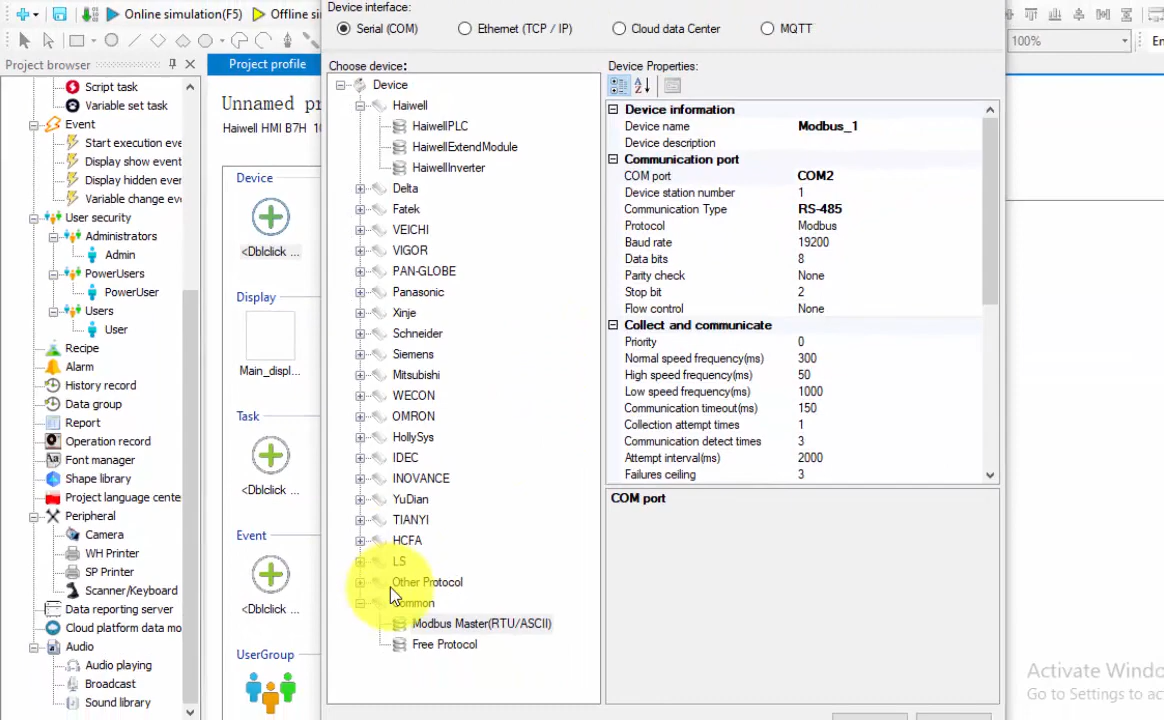 Device interface:
Online simulation(F5)
Offline sim
Serial (COM)
Ethernet (TCP / IP)
Cloud data Center
MQTT
100%
Project browser
Project profile
Choose device:
Device Properties:
Script task
Variable set task
Event
Start execution eve
Display show event
Display hidden ever
Variable change eve
User security
Administrators
Admin
PowerUsers
PowerUser
Users
User
Recipe
Alarm
History record
Data group
Report
Operation record
Font manager
Shape library
Project language cente
Peripheral
Camera
WH Printer
SP Printer
Scanner/Keyboard
Data reporting server
Cloud platform data mo
Audio
Audio playing
Broadcast
Sound library
Unnamed pr
Haiwell HMI B7H 10
Device
<Dblclick ...
Display
Main_displ...
Task
<Dblclick ...
Event
<Dblclick ...
UserGroup
Device
Haiwell
HaiwellPLC
HaiwellExtendModule
HaiwellInverter
Delta
Fatek
VEICHI
VIGOR
PAN-GLOBE
Panasonic
Xinje
Schneider
Siemens
Mitsubishi
WECON
OMRON
HollySys
IDEC
INOVANCE
YuDian
TIANYI
HCFA
LS
Other Protocol
Common
Modbus Master(RTU/ASCII)
Free Protocol
Device information
Device name Modbus_1
Device description
Communication port
COM port COM2
Device station number 1
Communication Type RS-485
Protocol Modbus
Baud rate 19200
Data bits 8
Parity check None
Stop bit 2
Flow control None
Collect and communicate
Priority 0
Normal speed frequency(ms) 300
High speed frequency(ms) 50
Low speed frequency(ms) 1000
Communication timeout(ms) 150
Collection attempt times 1
Communication detect times 3
Attempt interval(ms) 2000
Failures ceiling 3
COM port
Activate Windo
Go to Settings to ac